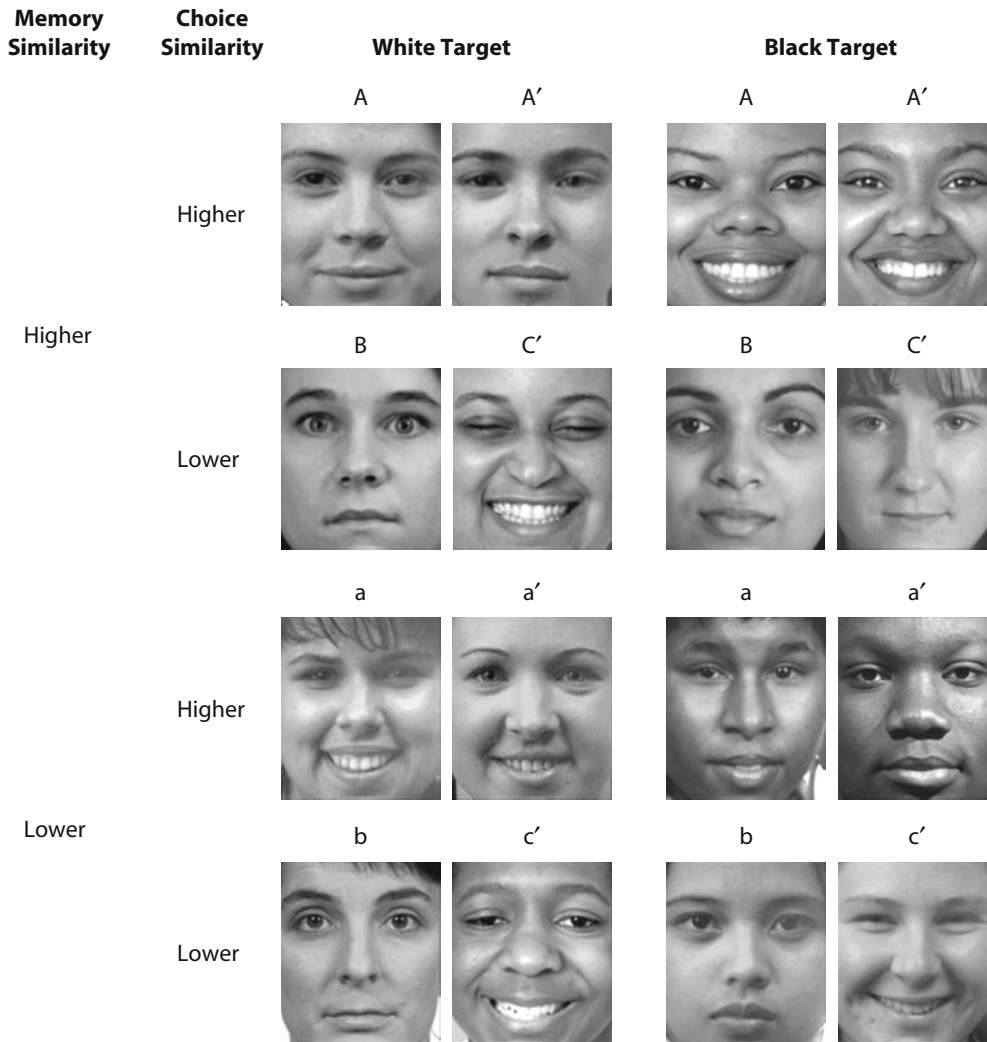 Memory Similarity Choice Similarity White Target Black Target
A A′ A A′
Higher
Higher
B C′ B C′
Lower
a a′ a a′
Higher
Lower
b c′ b c′
Lower